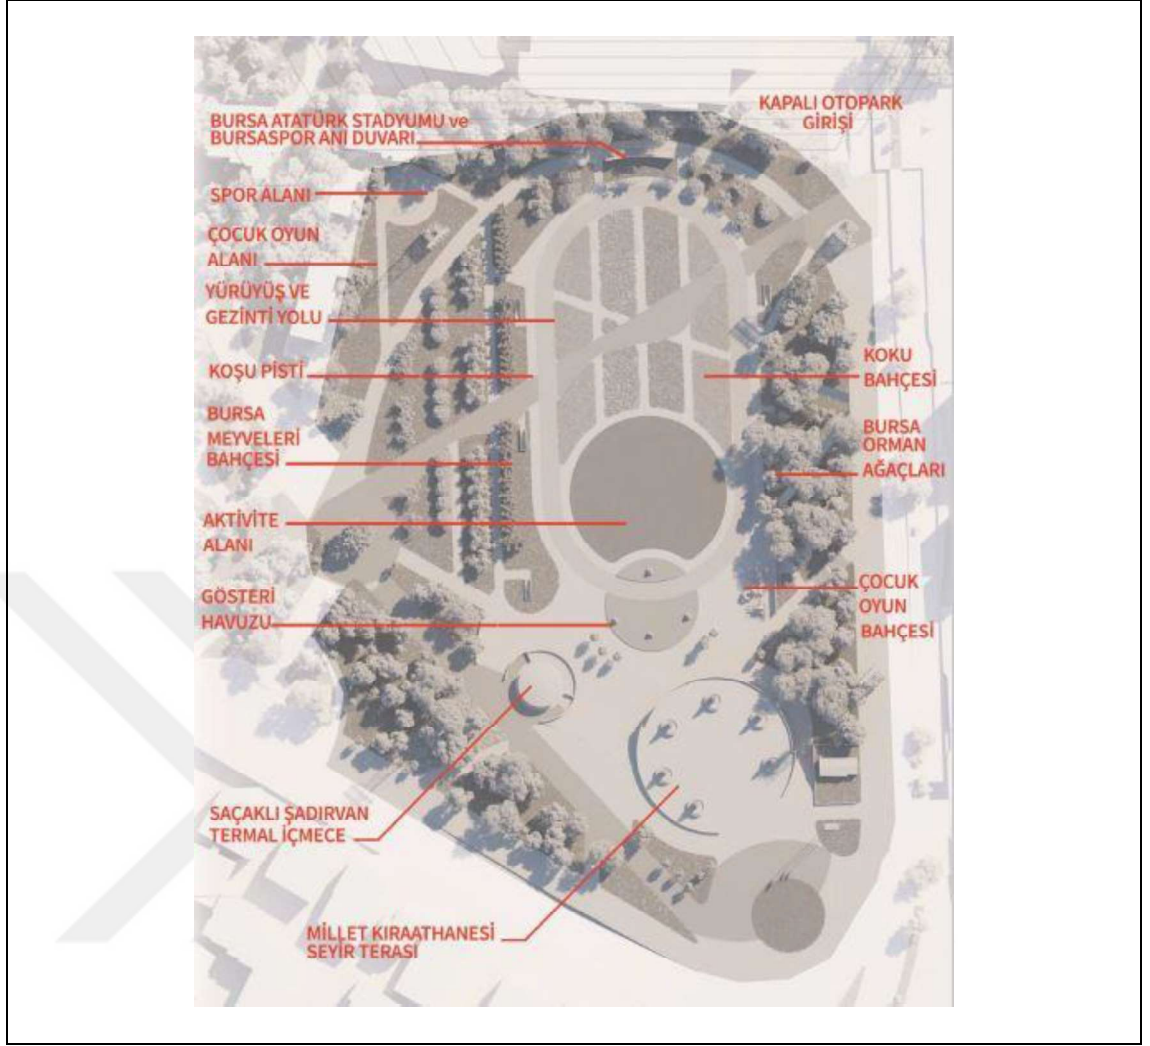 BURSA ATATÜRK STADYUMU ve
BURSASPOR ANI DUVARI
KAPALI OTOPARK
GİRİŞİ
SPOR ALANI
ÇOCUK OYUN
ALANI
YÜRÜYÜŞ VE
GEZİNTİ YOLU
KOŞU PİSTİ
KOKU
BAHÇESİ
BURSA
MEYVELERİ
BAHÇESİ
BURSA
ORMAN
AĞAÇLARI
AKTİVİTE
ALANI
GÖSTERİ
HAVUZU
ÇOCUK
OYUN
BAHÇESİ
SAÇAKLI ŞADIRVAN
TERMAL İÇMECE
MİLLET KIRAATHANESİ
SEYİR TERASI